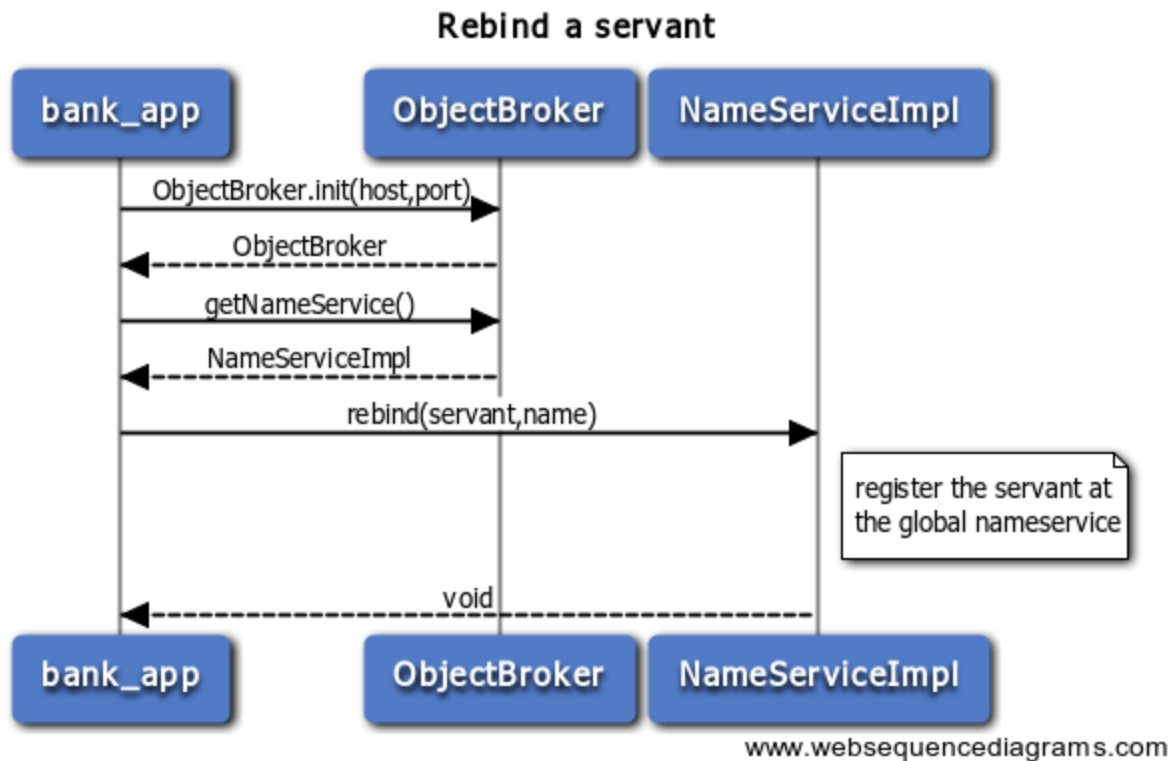 Rebind a servant
bank_app
ObjectBroker
NameServiceImpl
ObjectBroker.init(host,port)
ObjectBroker
getNameService()
NameServiceImpl
rebind(servant,name)
register the servant at
the global nameservice
void
bank_app
ObjectBroker
NameServiceImpl
www.websequencediagrams.com